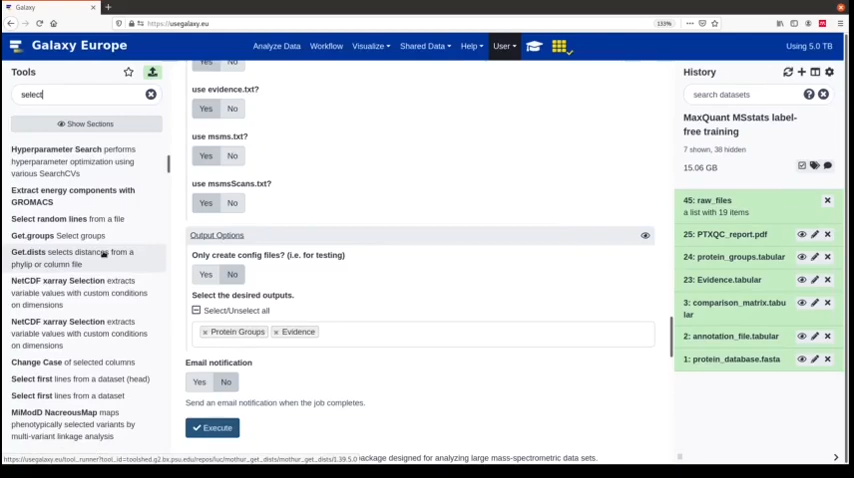 Galaxy
https://usegalaxy.eu
133%
Galaxy Europe
Analyze Data Workflow Visualize Shared Data Help User
Using 5.0 TB
Tools
select
Show Sections
Hyperparameter Search performs
hyperparameter optimization using
various SearchCVs
Extract energy components with
GROMACS
Select random lines from a file
Get.groups Select groups
Get.dists selects distances from a
phylip or column file
NetCDF xarray Selection extracts
variable values with custom conditions
on dimensions
NetCDF xarray Selection extracts
variable values with custom conditions
on dimensions
Change Case of selected columns
Select first lines from a dataset (head)
Select first lines from a dataset
MiModD NacreousMap maps
phenotypically selected variants by
multi-variant linkage analysis
Yes No
use evidence.txt?
Yes No
use msms.txt?
Yes No
use msmsScans.txt?
Yes No
Output Options
Only create config files? (i.e. for testing)
Yes No
Select the desired outputs.
Select/Unselect all
× Protein Groups × Evidence
Email notification
Yes No
Send an email notification when the job completes.
Execute
https://usegalaxy.eu/tool_runner?tool_id=toolshed.g2.bx.psu.edu/repos/iuc/mothur_get_dists/mothur_get_dists/1.39.5.0
ackage designed for analyzing large mass-spectrometric data sets.
History
search datasets
MaxQuant MSstats label-
free training
7 shown, 38 hidden
15.06 GB
45: raw_files
a list with 19 items
25: PTXQC_report.pdf
24: protein_groups.tabular
23: Evidence.tabular
3: comparison_matrix.tabu
lar
2: annotation_file.tabular
1: protein_database.fasta